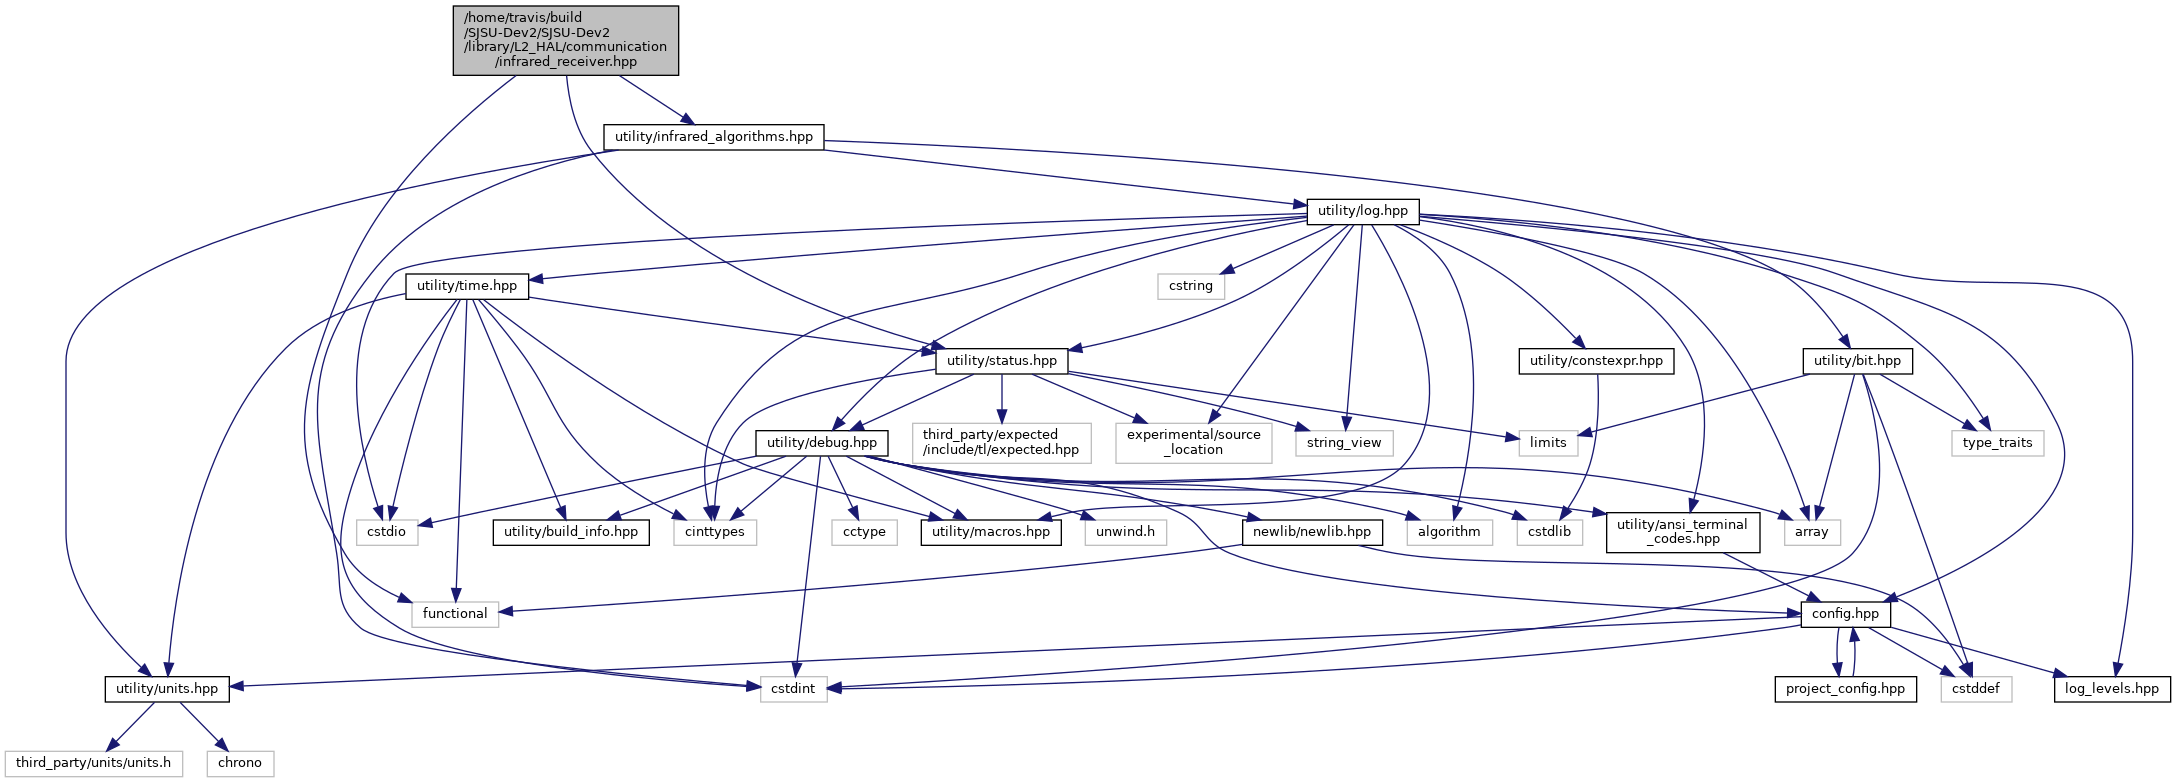 /home/travis/build
/SJSU-Dev2/SJSU-Dev2
/library/L2_HAL/communication
/infrared_receiver.hpp
utility/infrared_algorithms.hpp
utility/log.hpp
utility/time.hpp
cstring
utility/status.hpp
utility/constexpr.hpp
utility/bit.hpp
utility/debug.hpp
third_party/expected
/include/tl/expected.hpp
experimental/source
_location
string_view
limits
type_traits
cstdio
utility/build_info.hpp
cinttypes
cctype
utility/macros.hpp
unwind.h
newlib/newlib.hpp
algorithm
cstdlib
utility/ansi_terminal
_codes.hpp
array
functional
config.hpp
utility/units.hpp
cstdint
project_config.hpp
cstddef
log_levels.hpp
third_party/units/units.h
chrono